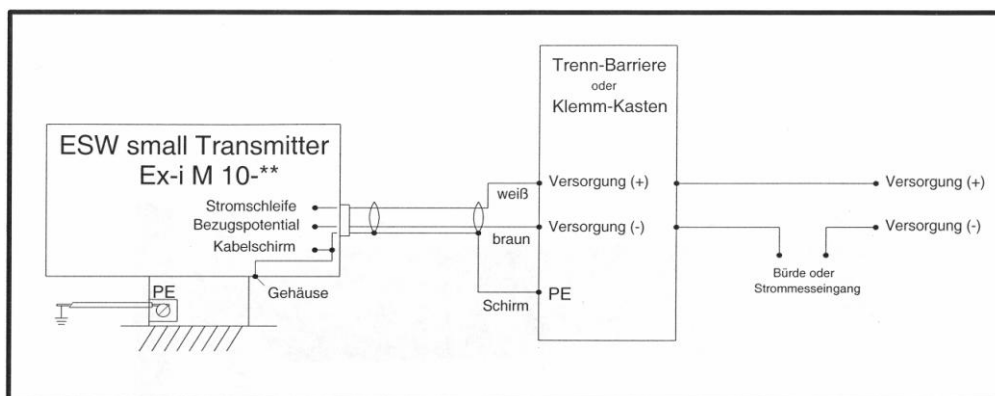 Trenn-Barriere
oder
Klemm-Kasten
ESW small Transmitter
Ex-i M 10-**
Stromschleife
Bezugspotential
Kabelschirm
Gehäuse
PE
weiß
braun
Schirm
Versorgung (+)
Versorgung (-)
PE
Versorgung (+)
Versorgung (-)
Bürde oder
Strommesseingang